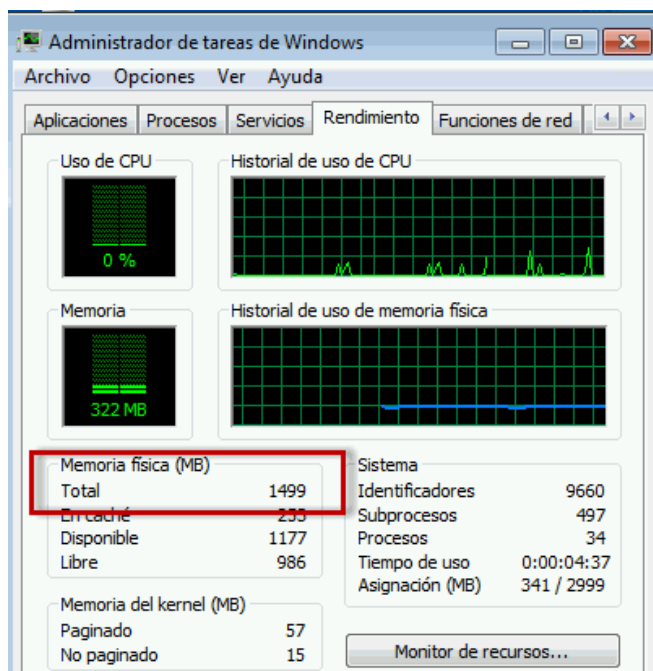 Administrador de tareas de Windows
Archivo Opciones Ver Ayuda
Aplicaciones Procesos Servicios Rendimiento Funciones de red
Uso de CPU
0 %
Historial de uso de CPU
Memoria
322 MB
Historial de uso de memoria física
Memoria física (MB)
Total 1499
En caché 253
Disponible 1177
Libre 986
Sistema
Identificadores 9660
Subprocesos 497
Procesos 34
Tiempo de uso 0:00:04:37
Asignación (MB) 341 / 2999
Memoria del kernel (MB)
Paginado 57
No paginado 15
Monitor de recursos...